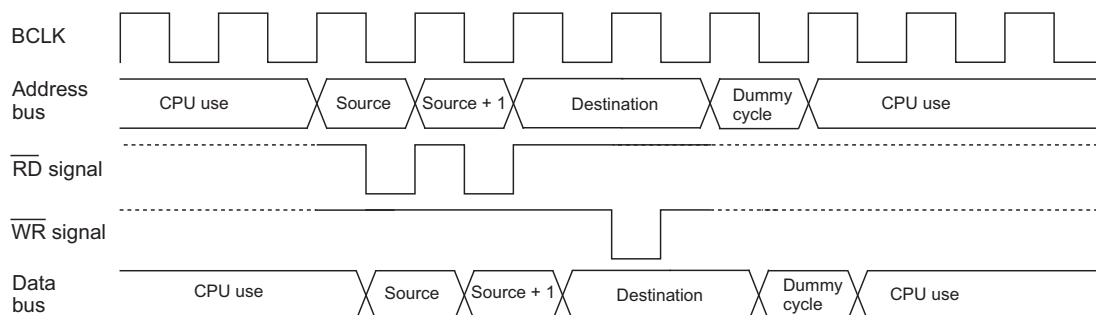 BCLK
Address
bus
CPU use
Source
Source + 1
Destination
Dummy
cycle
CPU use
RD signal
WR signal
Data
bus
CPU use
Source
Source + 1
Destination
Dummy
cycle
CPU use